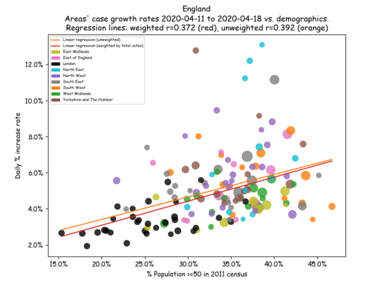 England
Areas' case growth rates 2020-04-11 to 2020-04-18 vs. demographics.
Regression lines: weighted r=0.372 (red), unweighted r=0.392 (orange)
Linear regression (unweighted)
Linear regression (weighted by total votes)
East Midlands
East of England
London
North East
North West
South East
South West
West Midlands
Yorkshire and The Humber
Daily % increase rate
12.0%
10.0%
8.0%
6.0%
4.0%
2.0%
15.0% 20.0% 25.0% 30.0% 35.0% 40.0% 45.0%
% Population >=50 in 2011 census